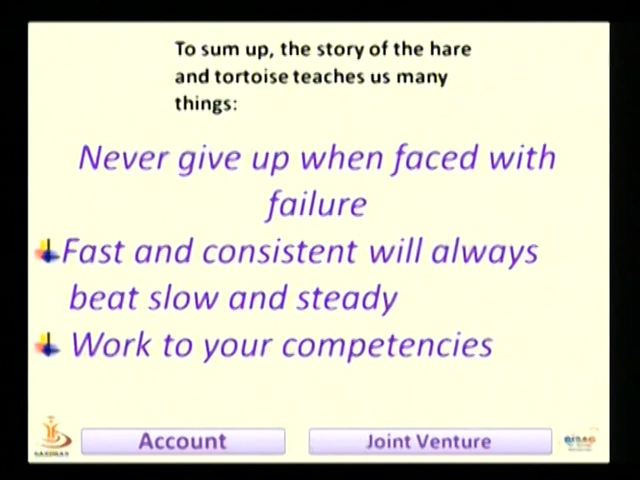 To sum up, the story of the hare
and tortoise teaches us many
things:
Never give up when faced with
failure
Fast and consistent will always
beat slow and steady
Work to your competencies
Account
Joint Venture